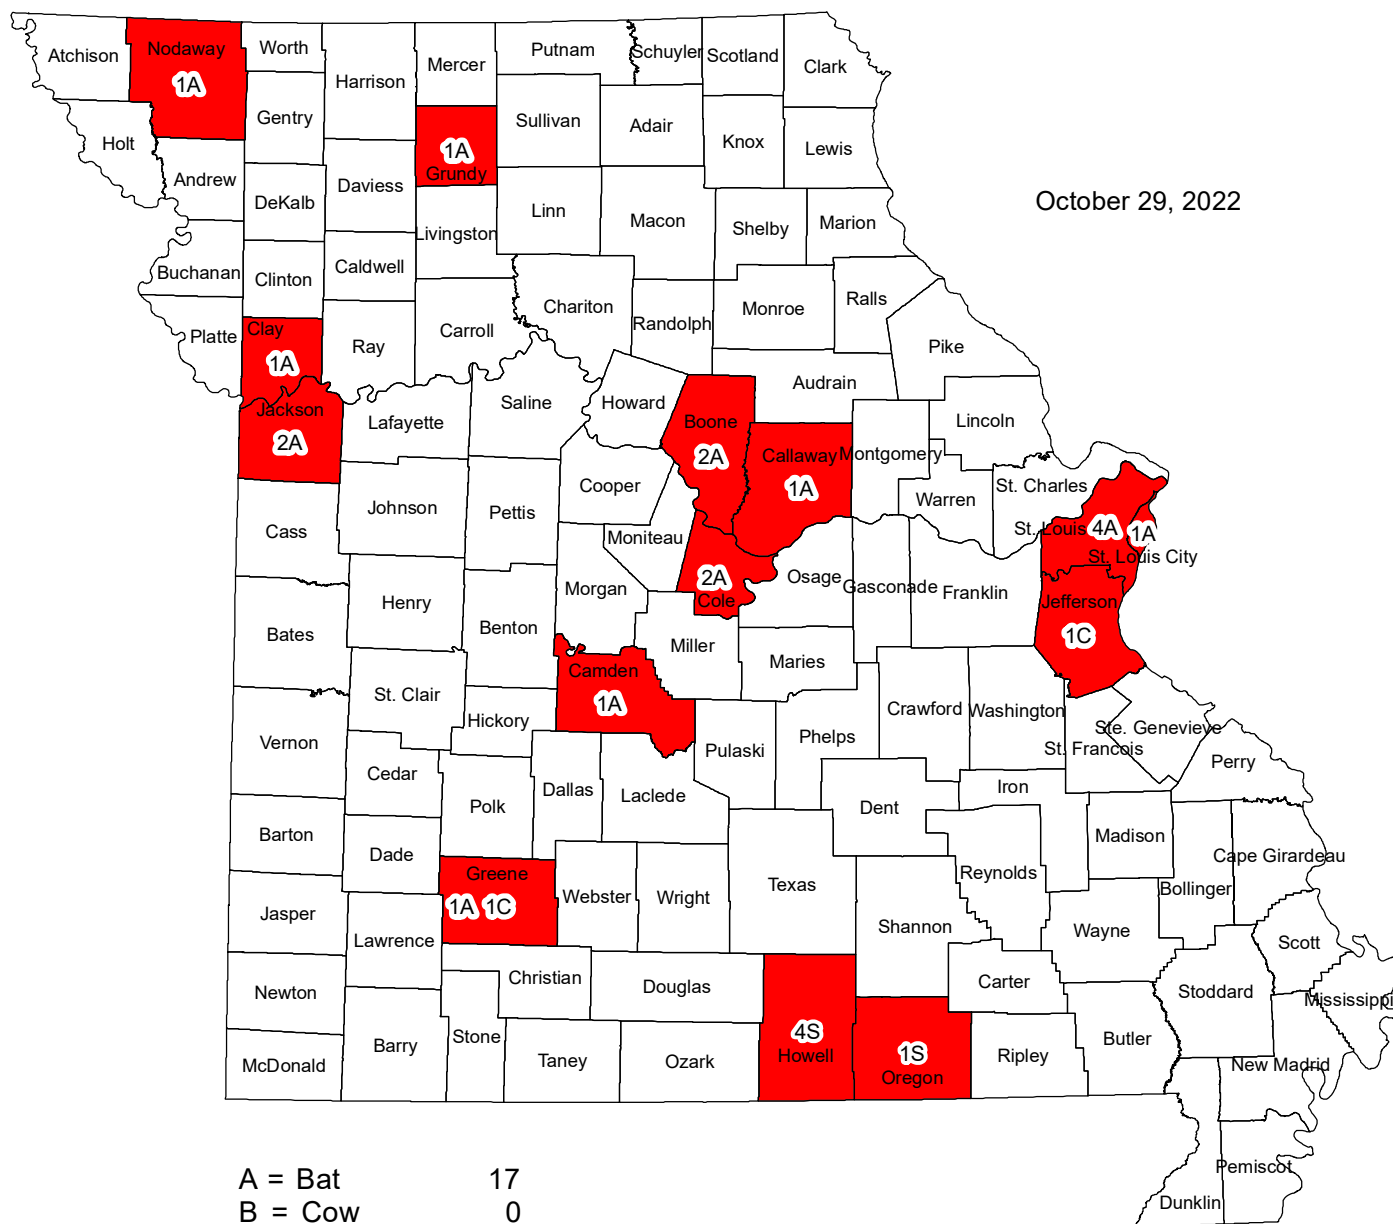 Atchison
Nodaway
1A
Worth
Harrison
Mercer
Putnam
Schuyler
Scotland
Clark
Holt
Gentry
1A
Grundy
Sullivan
Adair
Knox
Lewis
Andrew
DeKalb
Daviess
Livingston
Linn
Macon
Shelby
Marion
October 29, 2022
Buchanan
Clinton
Caldwell
Chariton
Randolph
Monroe
Ralls
Platte
Clay
1A
Ray
Carroll
Pike
Audrain
Jackson
2A
Lafayette
Saline
Howard
Boone
2A
Callaway
1A
Montgomery
Lincoln
Warren
St. Charles
St. Louis
4A
1A
St. Louis City
Cass
Johnson
Pettis
Cooper
Moniteau
2A
Cole
Osage
Gasconade
Franklin
Jefferson
1C
Bates
Henry
Benton
Morgan
Miller
Maries
St. Clair
Hickory
Camden
1A
Pulaski
Phelps
Crawford
Washington
St. Francois
Ste. Genevieve
Perry
Vernon
Cedar
Polk
Dallas
Laclede
Dent
Iron
Madison
Cape Girardeau
Bollinger
Barton
Dade
Greene
1A 1C
Webster
Wright
Texas
Reynolds
Shannon
Wayne
Scott
Jasper
Lawrence
Christian
Douglas
4S
Howell
1S
Oregon
Carter
Stoddard
Mississippi
Newton
McDonald
Barry
Stone
Taney
Ozark
Ripley
Butler
New Madrid
Pemiscot
Dunklin
A = Bat 17
B = Cow 0